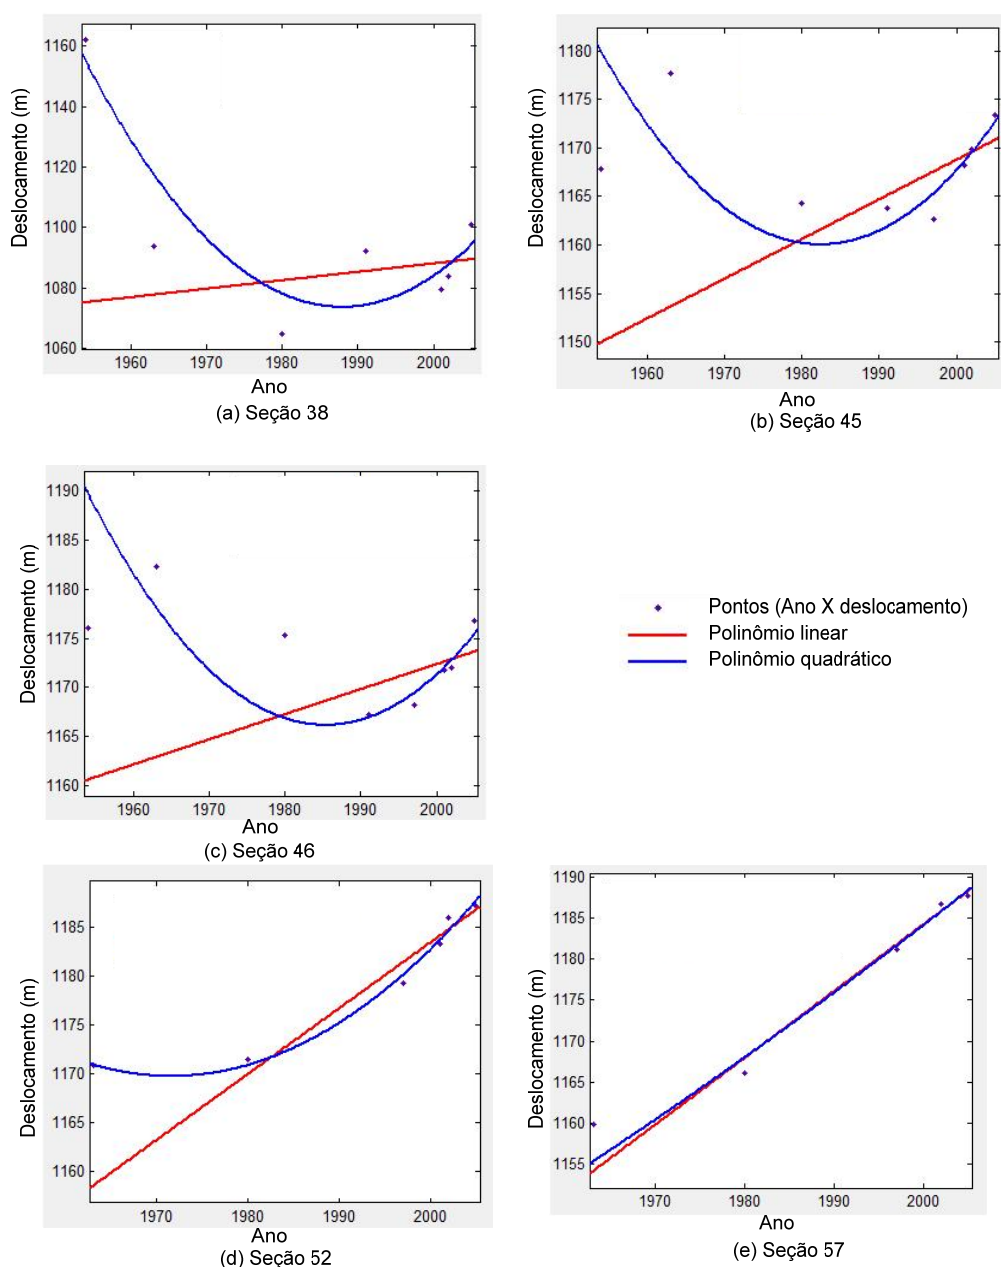 Deslocamento (m)
1160
1140
1120
1100
1080
1060
1960 1970 1980 1990 2000
Ano
(a) Seção 38
Deslocamento (m)
1180
1175
1170
1165
1160
1155
1150
1960 1970 1980 1990 2000
Ano
(b) Seção 45
Deslocamento (m)
1190
1185
1180
1175
1170
1165
1160
1960 1970 1980 1990 2000
Ano
(c) Seção 46
Pontos (Ano X deslocamento)
Polinômio linear
Polinômio quadrático
Deslocamento (m)
1185
1180
1175
1170
1165
1160
1970 1980 1990 2000
Ano
(d) Seção 52
Deslocamento (m)
1190
1185
1180
1175
1170
1165
1160
1155
1970 1980 1990 2000
Ano
(e) Seção 57